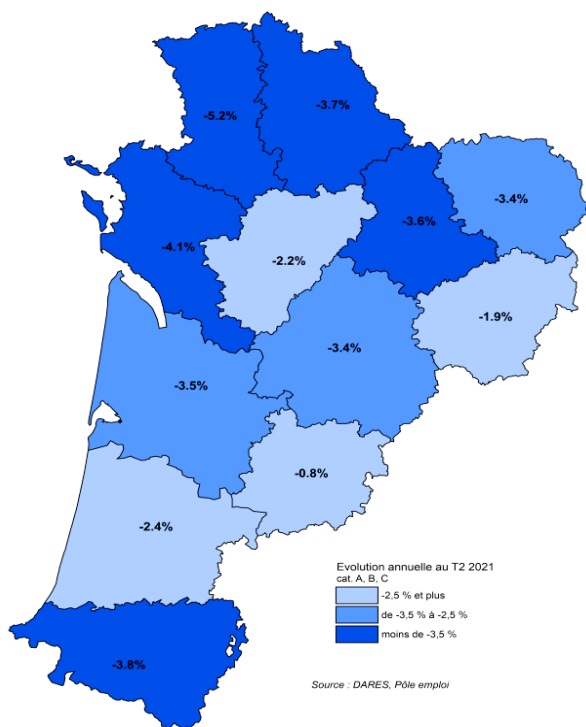 -5.2%
-3.7%
-3.4%
-3.6%
-4.1%
-2.2%
-1.9%
-3.4%
-3.5%
-0.8%
-2.4%
-3.8%
Evolution annuelle au T2 2021
cat. A, B, C
-2,5 % et plus
de -3,5 % à -2,5 %
moins de -3,5 %
Source : DARES, Pôle emploi